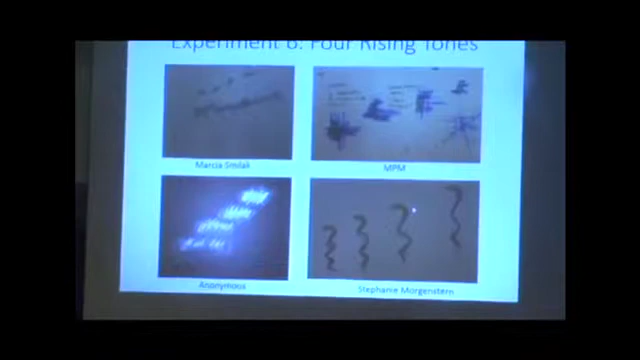 Experiment 6: Four Rising Tones
Marcia Smilak
MPM
Anonymous
Stephanie Morgenstern